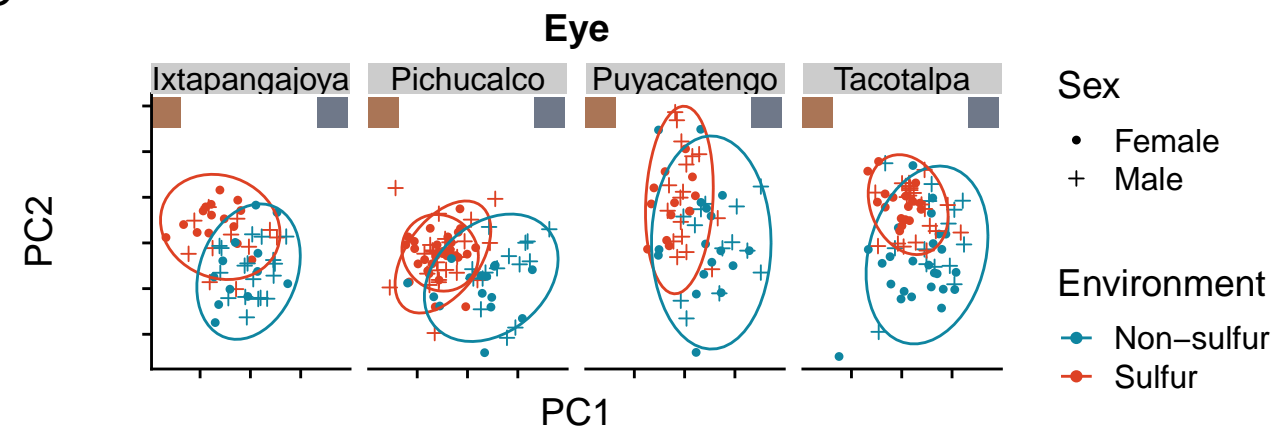 Eye
Ixtapangajoya Pichucalco Puyacatengo Tacotalpa
PC2
PC1
Sex
Female
Male
Environment
Non−sulfur
Sulfur